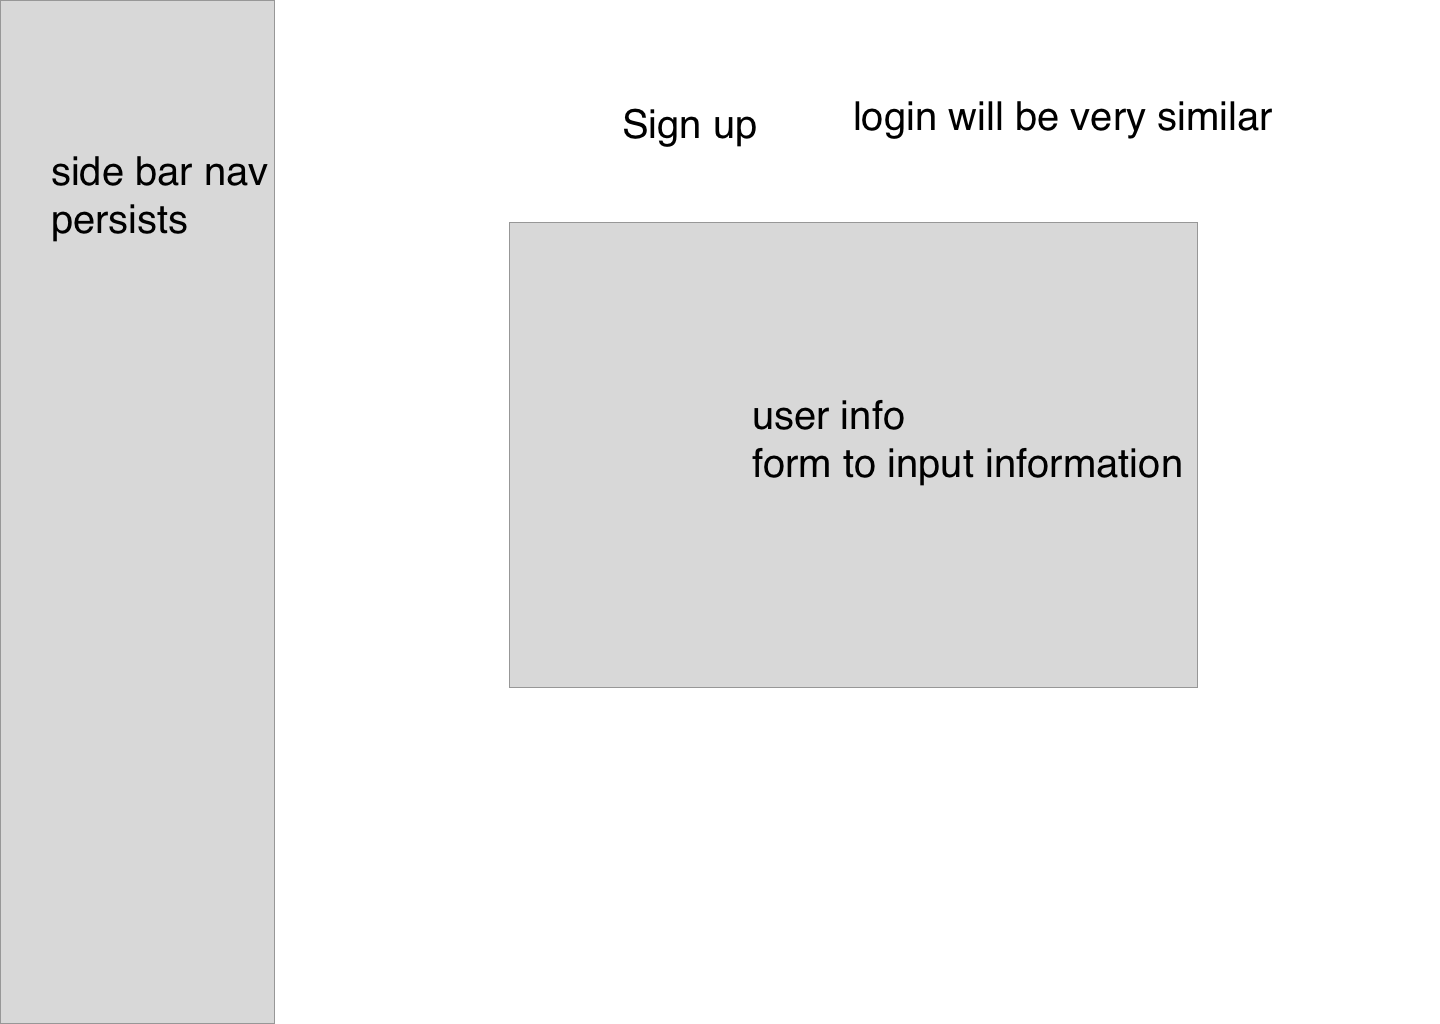 side bar nav
persists
Sign up
login will be very similar
user info
form to input information